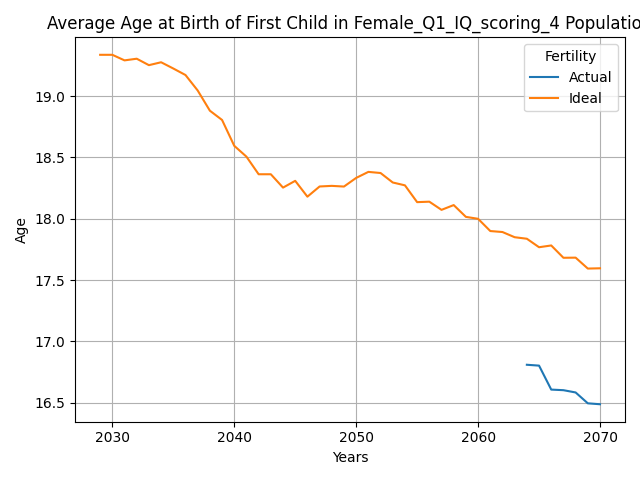 Average Age at Birth of First Child in Female_Q1_IQ_scoring_4 Populatio
Fertility
Actual
Ideal
19.0
18.5
18.0
17.5
17.0
16.5
Age
2030 2040 2050 2060 2070
Years